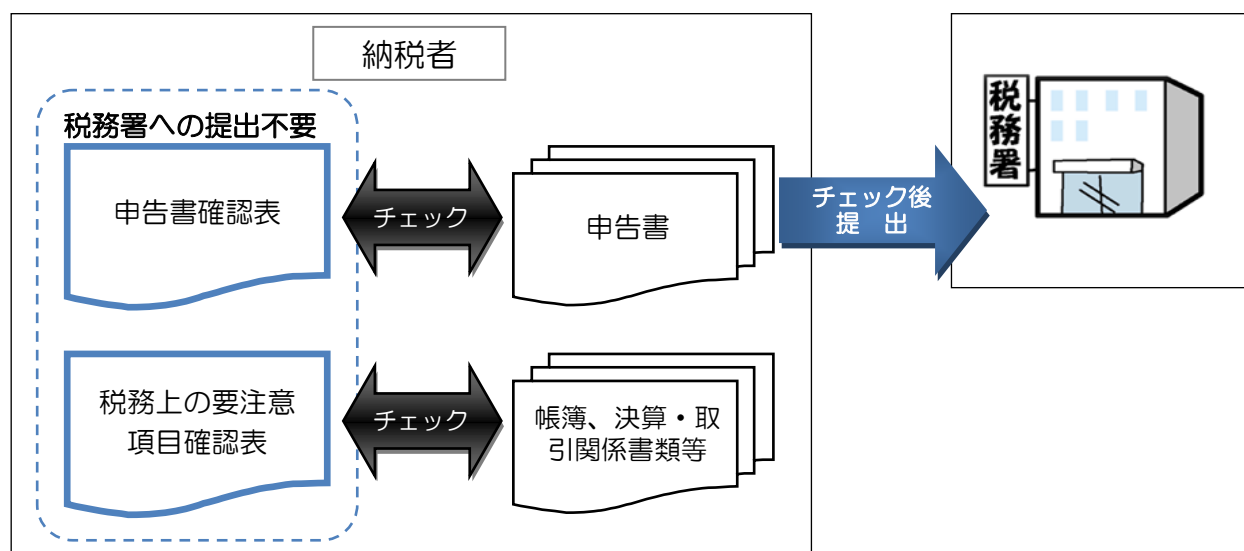 納税者
税務署への提出不要
申告書確認表
チェック
申告書
チェック後
提 出
税務署
税務上の要注意
項目確認表
チェック
帳簿、決算・取
引関係書類等